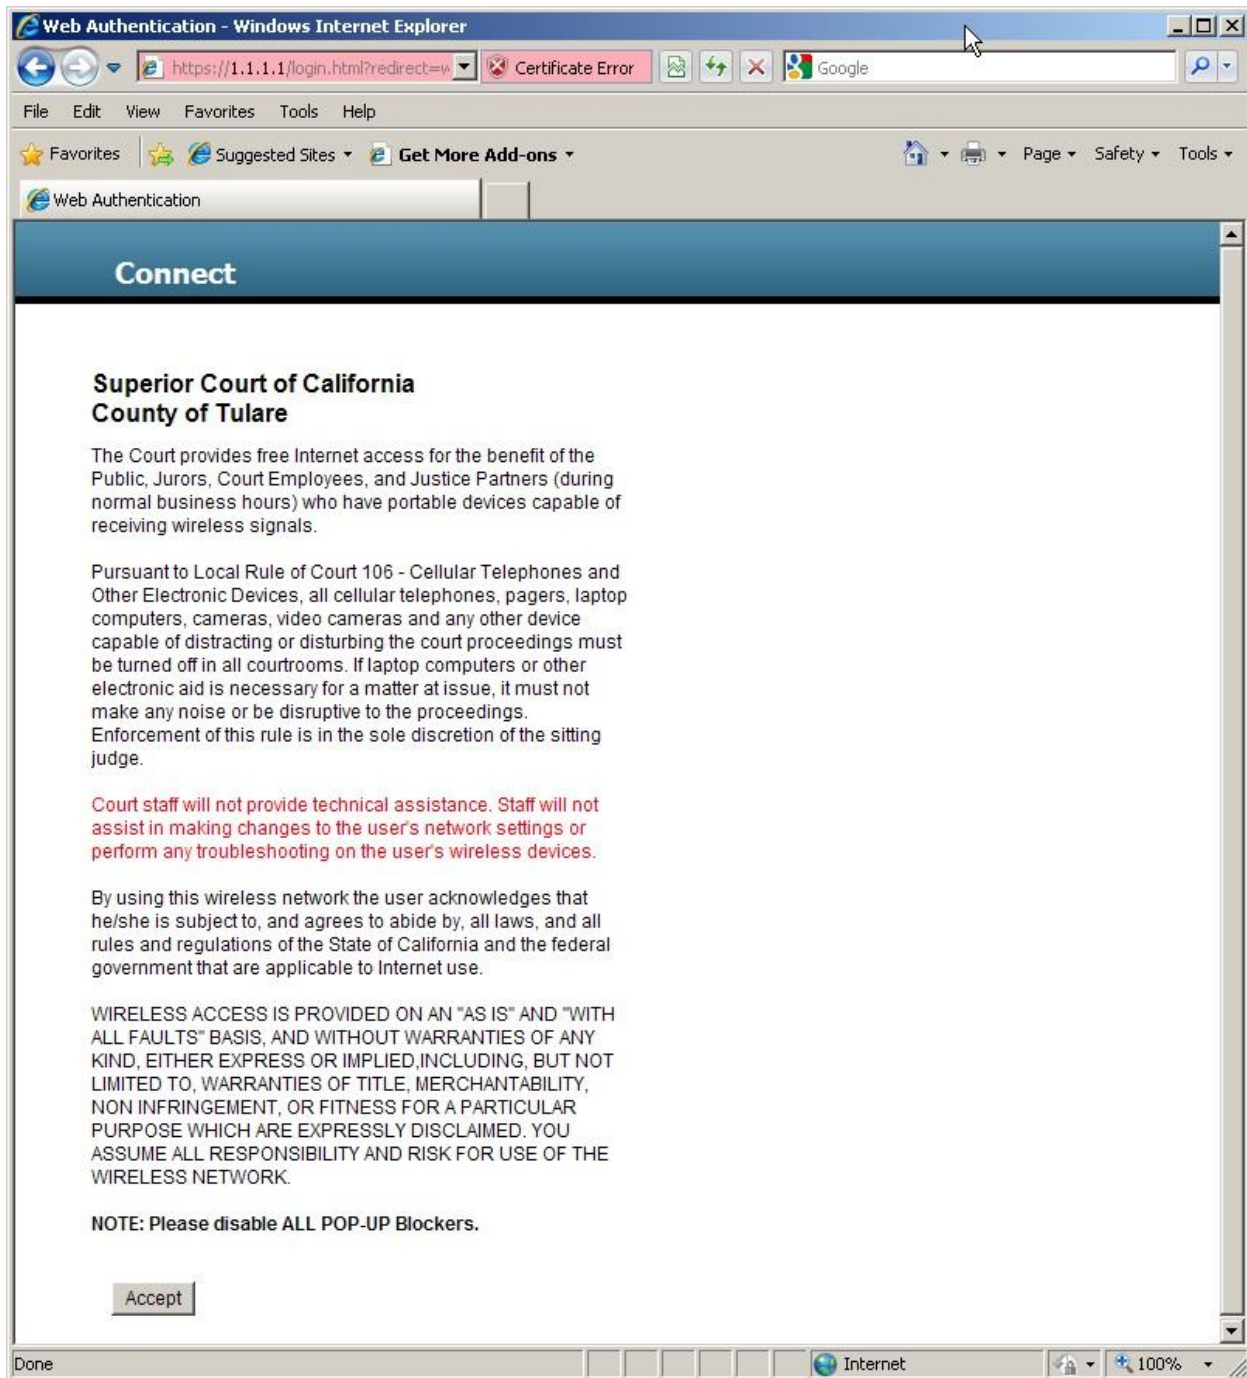 Web Authentication - Windows Internet Explorer
https://1.1.1.1/login.html?redirect=w
Certificate Error
Google
File Edit View Favorites Tools Help
Favorites Suggested Sites Get More Add-ons Page Safety Tools
Web Authentication
Connect
Superior Court of California
County of Tulare
The Court provides free Internet access for the benefit of the
Public, Jurors, Court Employees, and Justice Partners (during
normal business hours) who have portable devices capable of
receiving wireless signals.
Pursuant to Local Rule of Court 106 - Cellular Telephones and
Other Electronic Devices, all cellular telephones, pagers, laptop
computers, cameras, video cameras and any other device
capable of distracting or disturbing the court proceedings must
be turned off in all courtrooms. If laptop computers or other
electronic aid is necessary for a matter at issue, it must not
make any noise or be disruptive to the proceedings.
Enforcement of this rule is in the sole discretion of the sitting
judge.
Court staff will not provide technical assistance. Staff will not
assist in making changes to the user's network settings or
perform any troubleshooting on the user's wireless devices.
By using this wireless network the user acknowledges that
he/she is subject to, and agrees to abide by, all laws, and all
rules and regulations of the State of California and the federal
government that are applicable to Internet use.
WIRELESS ACCESS IS PROVIDED ON AN "AS IS" AND "WITH
ALL FAULTS" BASIS, AND WITHOUT WARRANTIES OF ANY
KIND, EITHER EXPRESS OR IMPLIED,INCLUDING, BUT NOT
LIMITED TO, WARRANTIES OF TITLE, MERCHANTABILITY,
NON INFRINGEMENT, OR FITNESS FOR A PARTICULAR
PURPOSE WHICH ARE EXPRESSLY DISCLAIMED. YOU
ASSUME ALL RESPONSIBILITY AND RISK FOR USE OF THE
WIRELESS NETWORK.
NOTE: Please disable ALL POP-UP Blockers.
Accept
Done Internet 100%